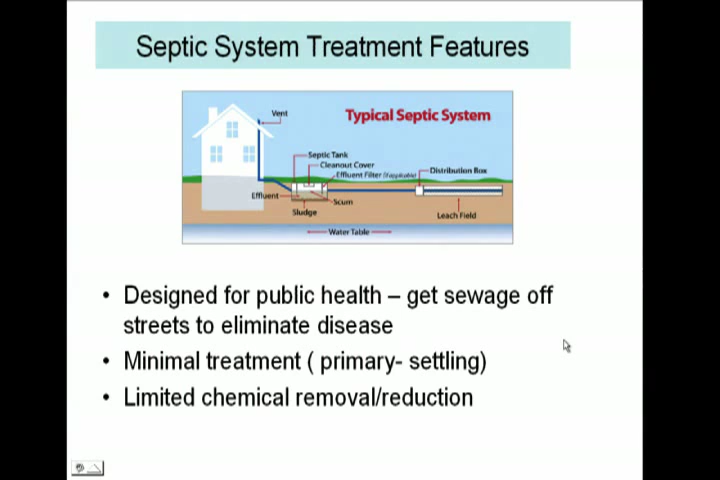 Septic System Treatment Features
Vent
Typical Septic System
Septic Tank
Cleanout Cover
Effluent Filter (if applicable)
Distribution Box
Effluent
Scum
Sludge
Leach Field
Water Table
• Designed for public health – get sewage off
streets to eliminate disease
• Minimal treatment ( primary- settling)
• Limited chemical removal/reduction